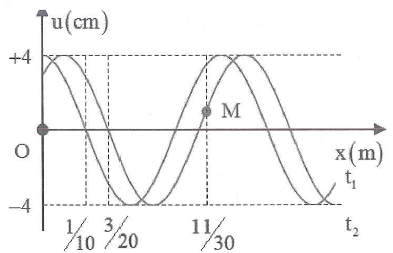 u(cm)
+4
M
O
x(m)
t₁
−4
1/10
3/20
11/30
t₂